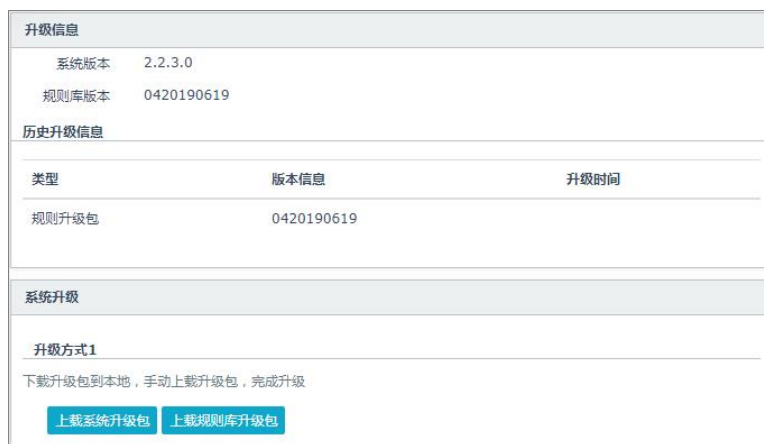 升级信息
系统版本 2.2.3.0
规则库版本 0420190619
历史升级信息
类型 版本信息 升级时间
规则升级包 0420190619
系统升级
升级方式1
下载升级包到本地，手动上载升级包，完成升级
上载系统升级包 上载规则库升级包